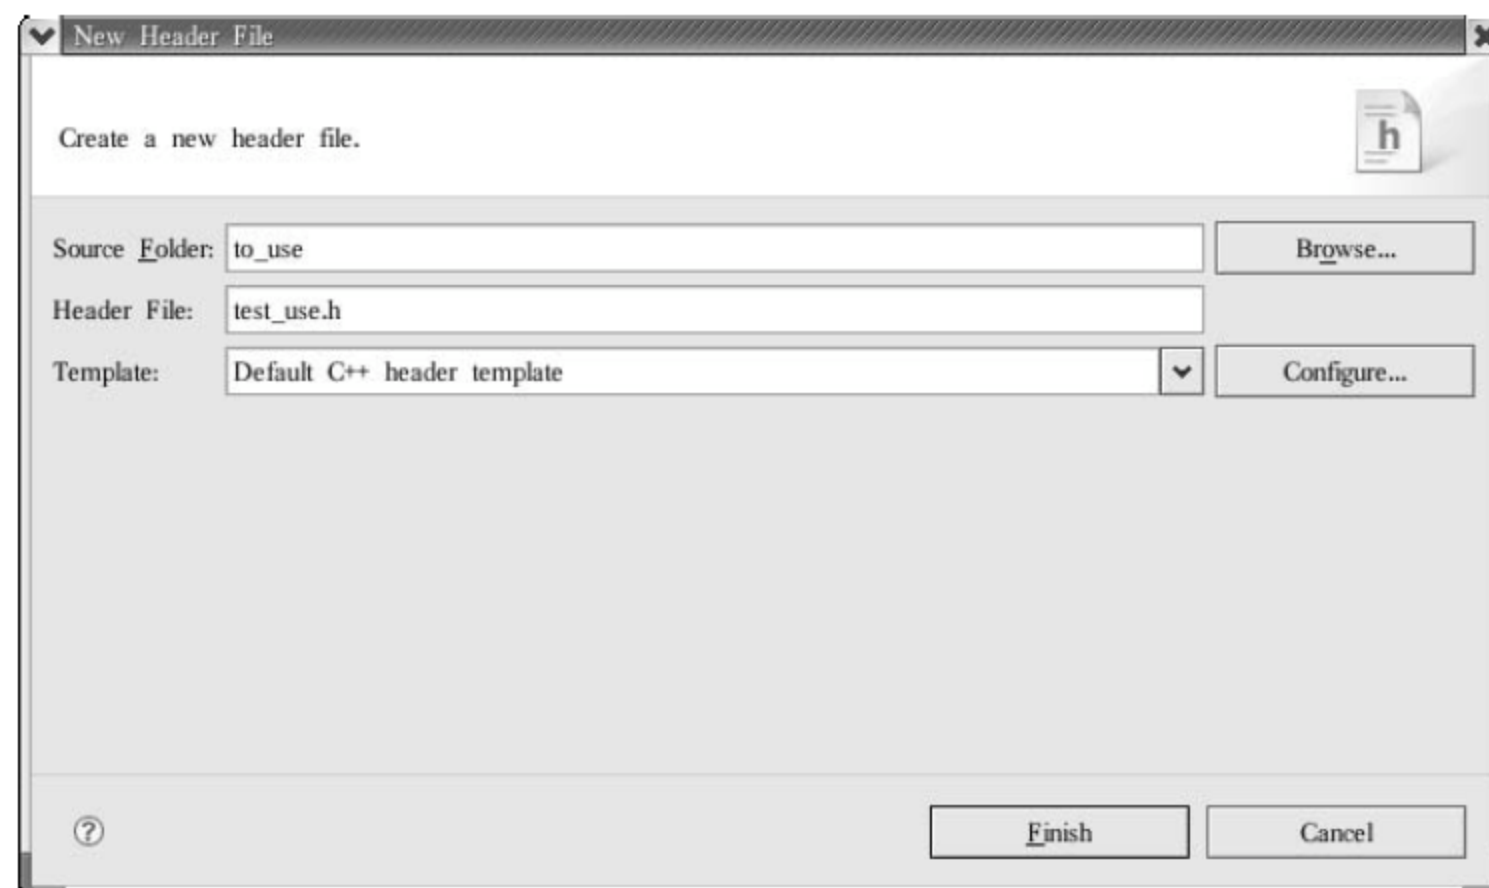 New Header File
Create a new header file.
h
Source Folder: to_use Browse...
Header File: test_use.h
Template: Default C++ header template Configure...
?
Finish Cancel